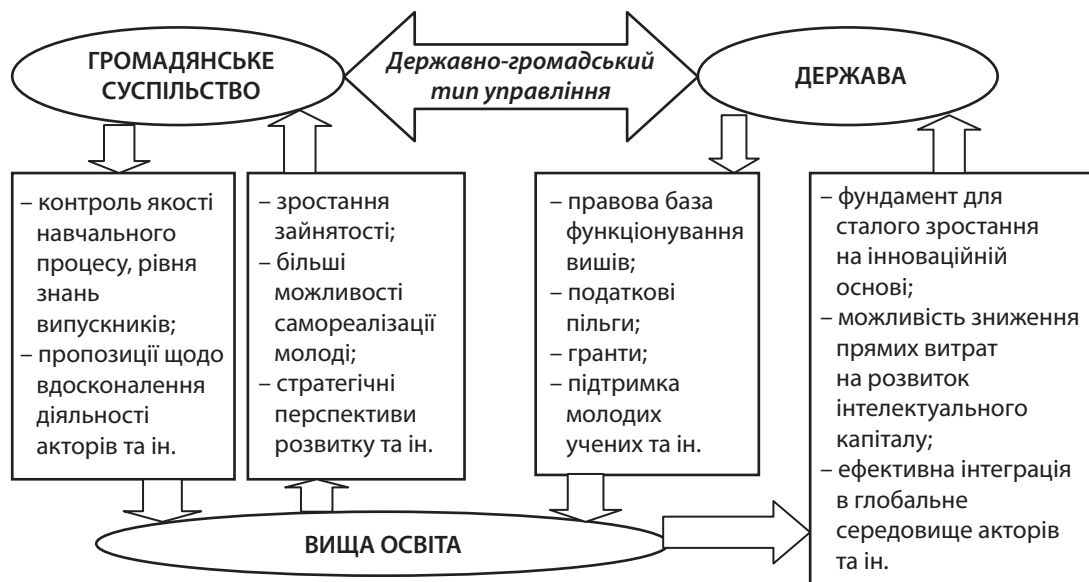 ГРОМАДЯНСЬКЕ
СУСПІЛЬСТВО
Державно-громадський
тип управління
ДЕРЖАВА
– контроль якості
навчального
процесу, рівня
знань
випускників;
– пропозиції щодо
вдосконалення
діяльності
акторів та ін.
– зростання
зайнятості;
– більші
можливості
самореалізації
молоді;
– стратегічні
перспективи
розвитку та ін.
– правова база
функціонування
вишів;
– податкові
пільги;
– гранти;
– підтримка
молодих
учених та ін.
– фундамент для
сталого зростання
на інноваційній
основі;
– можливість зниження
прямих витрат
на розвиток
інтелектуального
капіталу;
– ефективна інтеграція
в глобальне
середовище акторів
та ін.
ВИЩА ОСВІТА